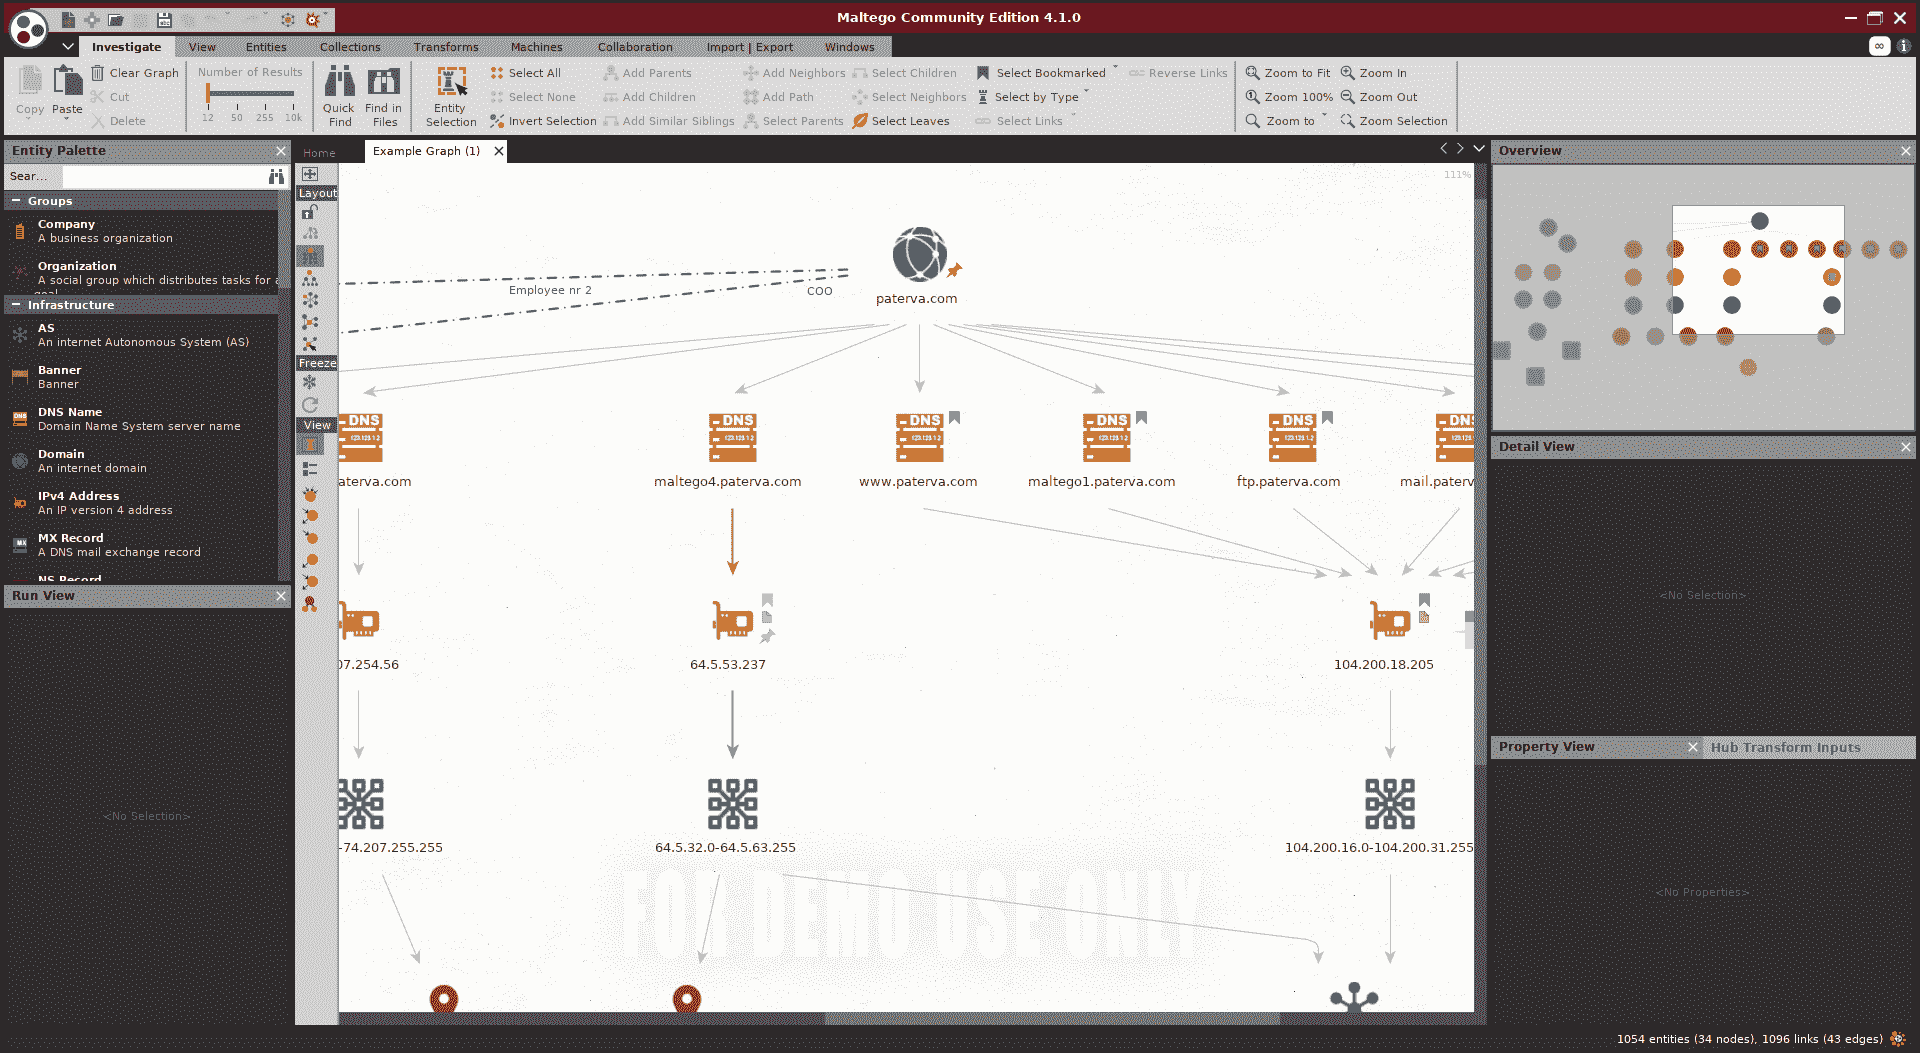 Maltego Community Edition 4.1.0
Investigate View Entities Collections Transforms Machines Collaboration Import | Export Windows
Copy
Paste
Clear Graph
Cut
Delete
Number of Results
12 50 255 10k
Quick Find
Find in Files
Entity Selection
Select All
Select None
Invert Selection
Add Parents
Add Children
Add Similar Siblings
Add Neighbors
Add Path
Select Parents
Select Children
Select Neighbors
Select Leaves
Select Bookmarked
Select by Type
Select Links
Reverse Links
Zoom to Fit
Zoom 100%
Zoom to
Zoom In
Zoom Out
Zoom Selection
Entity Palette
Sear...
Groups
Company
A business organization
Organization
A social group which distributes tasks for a
Infrastructure
AS
An internet Autonomous System (AS)
Banner
Banner
DNS Name
Domain Name System server name
Domain
An internet domain
IPv4 Address
An IP version 4 address
MX Record
A DNS mail exchange record
NS Record
Run View
<No Selection>
Home
Example Graph (1)
Layout
Freeze
View
111%
Employee nr 2
COO
paterva.com
DNS
DNS
DNS
DNS
DNS
DN
aterva.com
maltego4.paterva.com
www.paterva.com
maltego1.paterva.com
ftp.paterva.com
mail.paterv
07.254.56
64.5.53.237
104.200.18.205
-74.207.255.255
64.5.32.0-64.5.63.255
104.200.16.0-104.200.31.255
FOR DEMO USE ONLY
Overview
Detail View
<No Selection>
Property View
Hub Transform Inputs
<No Properties>
1054 entities (34 nodes), 1096 links (43 edges)